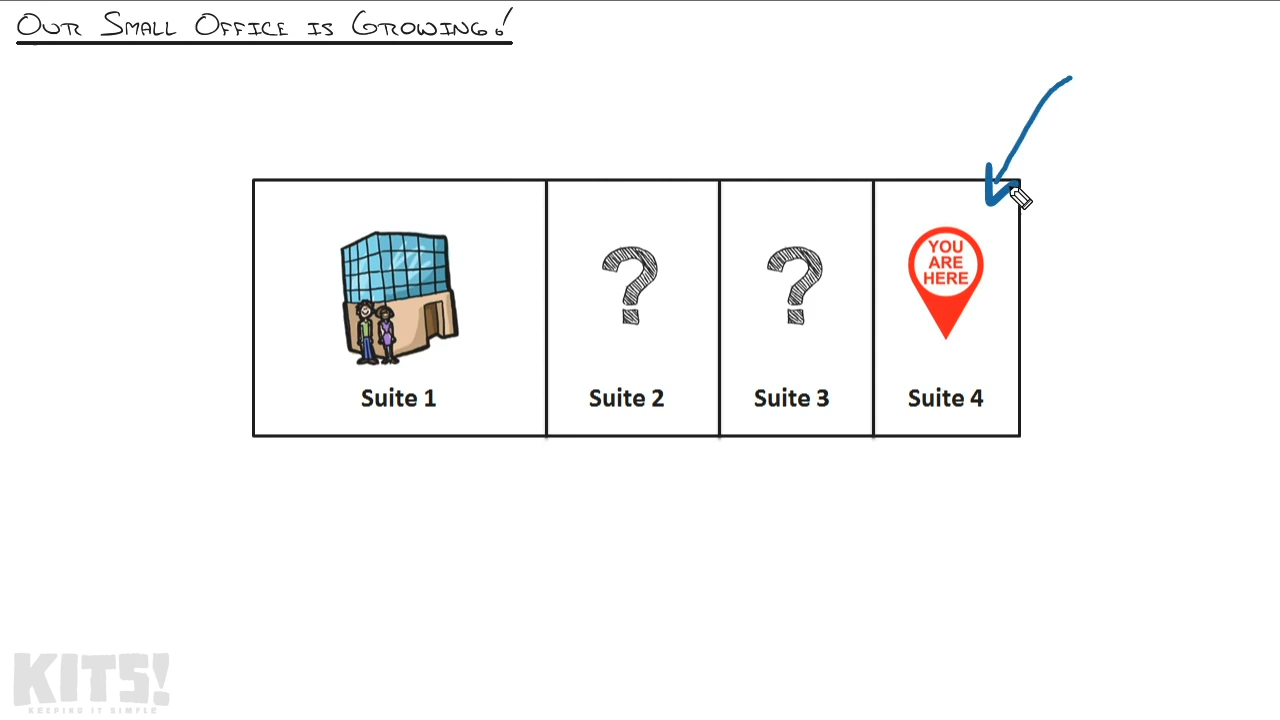 Our Small Office is Growing!
?
?
YOU
ARE
HERE
Suite 1
Suite 2
Suite 3
Suite 4
KITS!
KEEPING IT SIMPLE